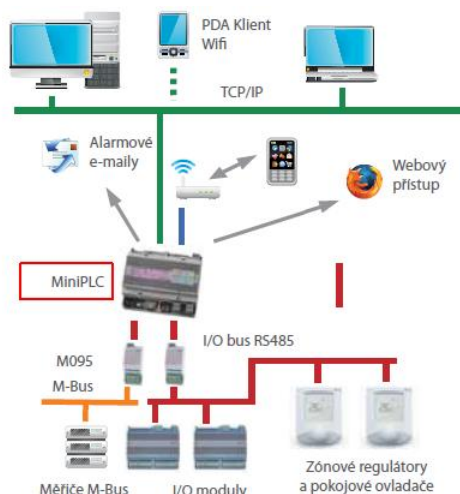 PDA Klient
Wifi
TCP/IP
Alarmové
e-maily
Webový
přístup
MiniPLC
I/O bus RS485
M095
M-Bus
Měřiče M-Bus
I/O moduly
Zónové regulátory
a pokojové ovladače